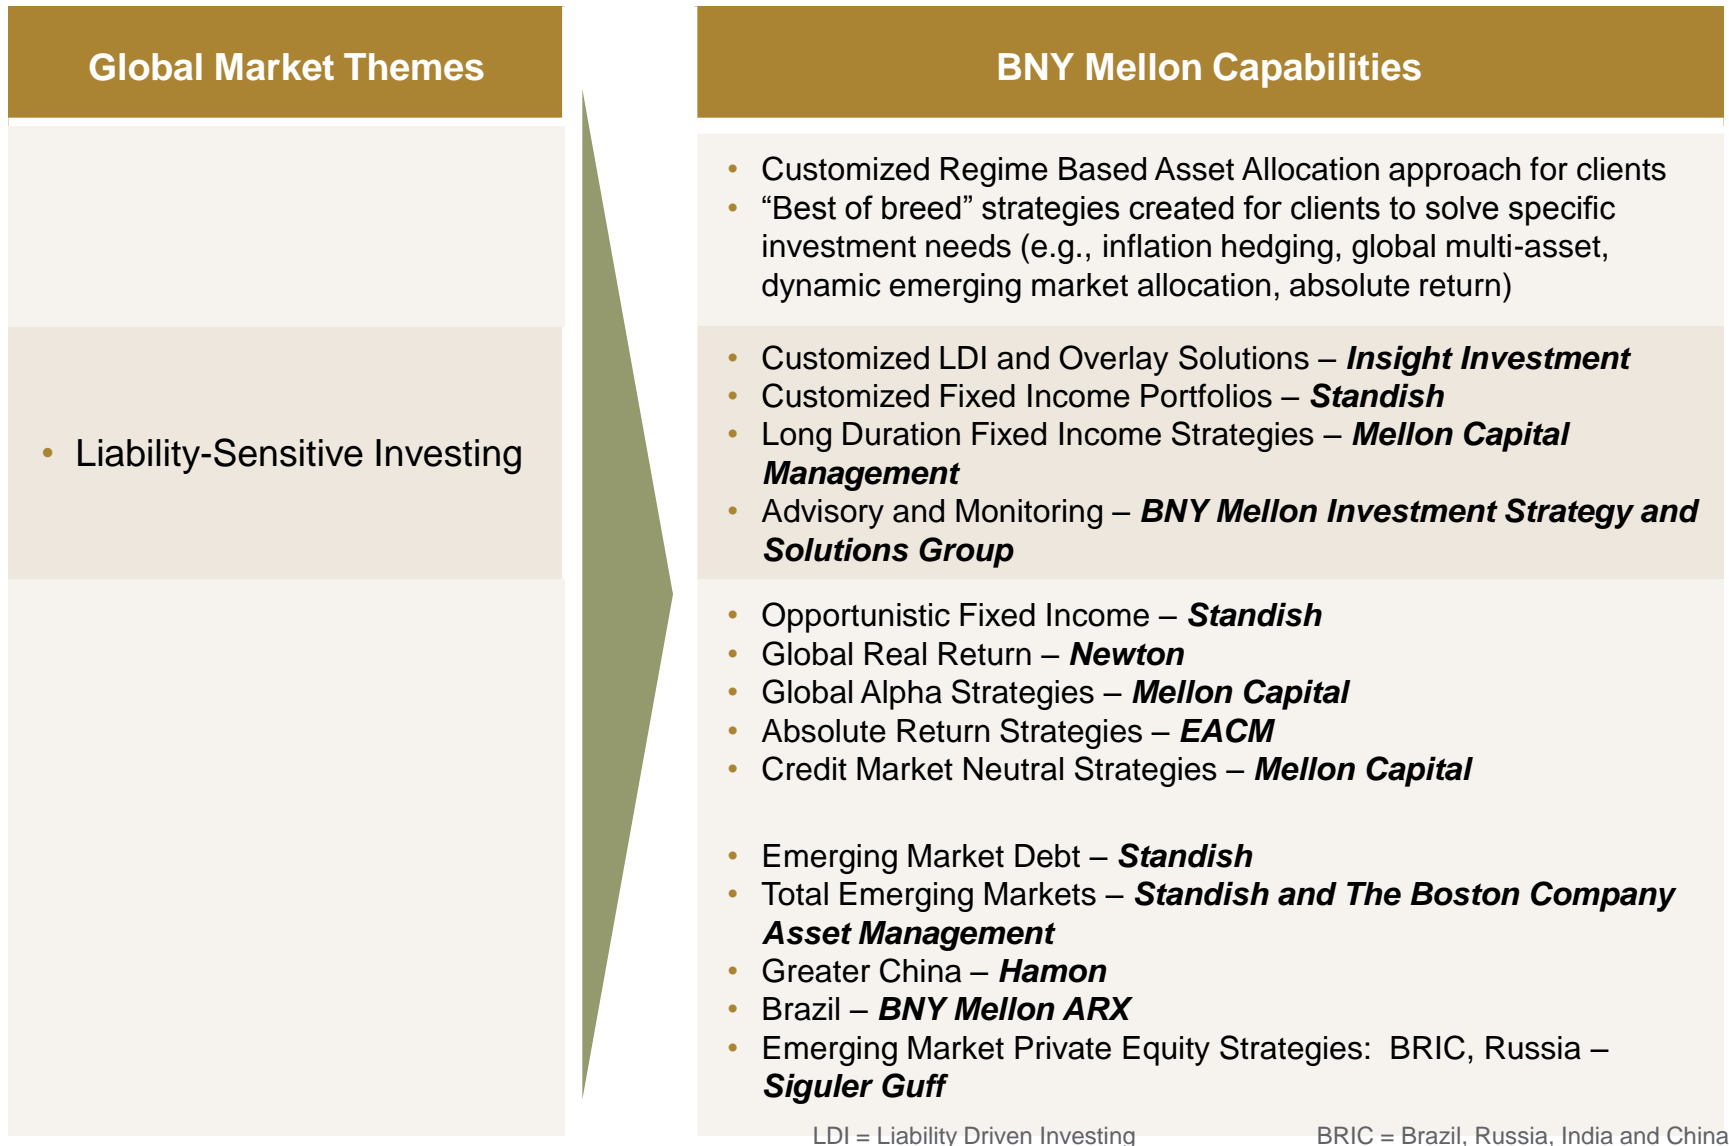 Global Market Themes
BNY Mellon Capabilities
• Customized Regime Based Asset Allocation approach for clients
• “Best of breed” strategies created for clients to solve specific
investment needs (e.g., inflation hedging, global multi-asset,
dynamic emerging market allocation, absolute return)
• Liability-Sensitive Investing
• Customized LDI and Overlay Solutions – Insight Investment
• Customized Fixed Income Portfolios – Standish
• Long Duration Fixed Income Strategies – Mellon Capital
Management
• Advisory and Monitoring – BNY Mellon Investment Strategy and
Solutions Group
• Opportunistic Fixed Income – Standish
• Global Real Return – Newton
• Global Alpha Strategies – Mellon Capital
• Absolute Return Strategies – EACM
• Credit Market Neutral Strategies – Mellon Capital
• Emerging Market Debt – Standish
• Total Emerging Markets – Standish and The Boston Company
Asset Management
• Greater China – Hamon
• Brazil – BNY Mellon ARX
• Emerging Market Private Equity Strategies: BRIC, Russia –
Siguler Guff
LDI = Liability Driven Investing
BRIC = Brazil, Russia, India and China